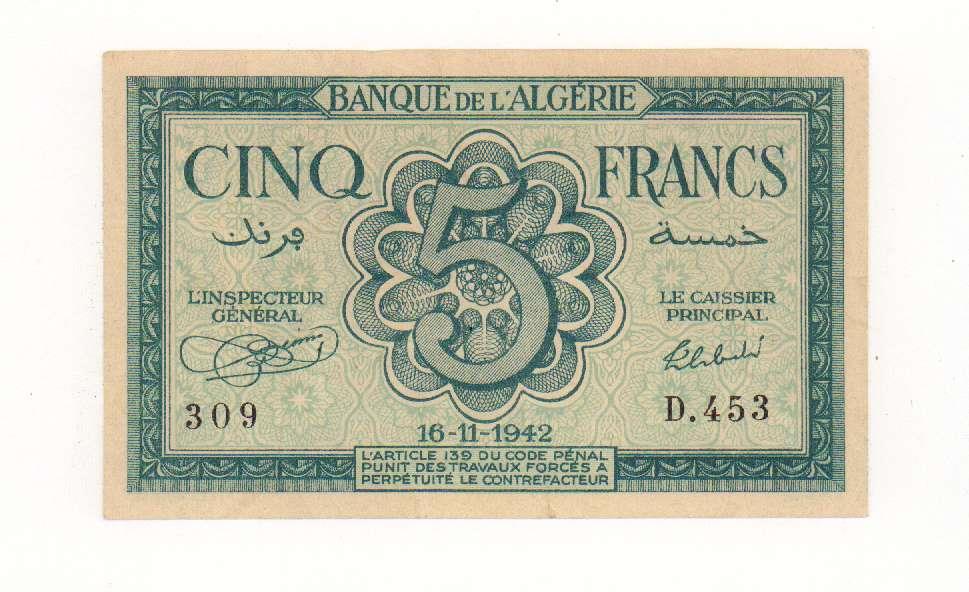 BANQUE DE L'ALGÉRIE
CINQ FRANCS
5
خمسة فرنك
L'INSPECTEUR
GÉNÉRAL
LE CAISSIER
PRINCIPAL
309
D.453
16-11-1942
L'ARTICLE 139 DU CODE PÉNAL
PUNIT DES TRAVAUX FORCÉS A
PERPÉTUITÉ LE CONTREFACTEUR